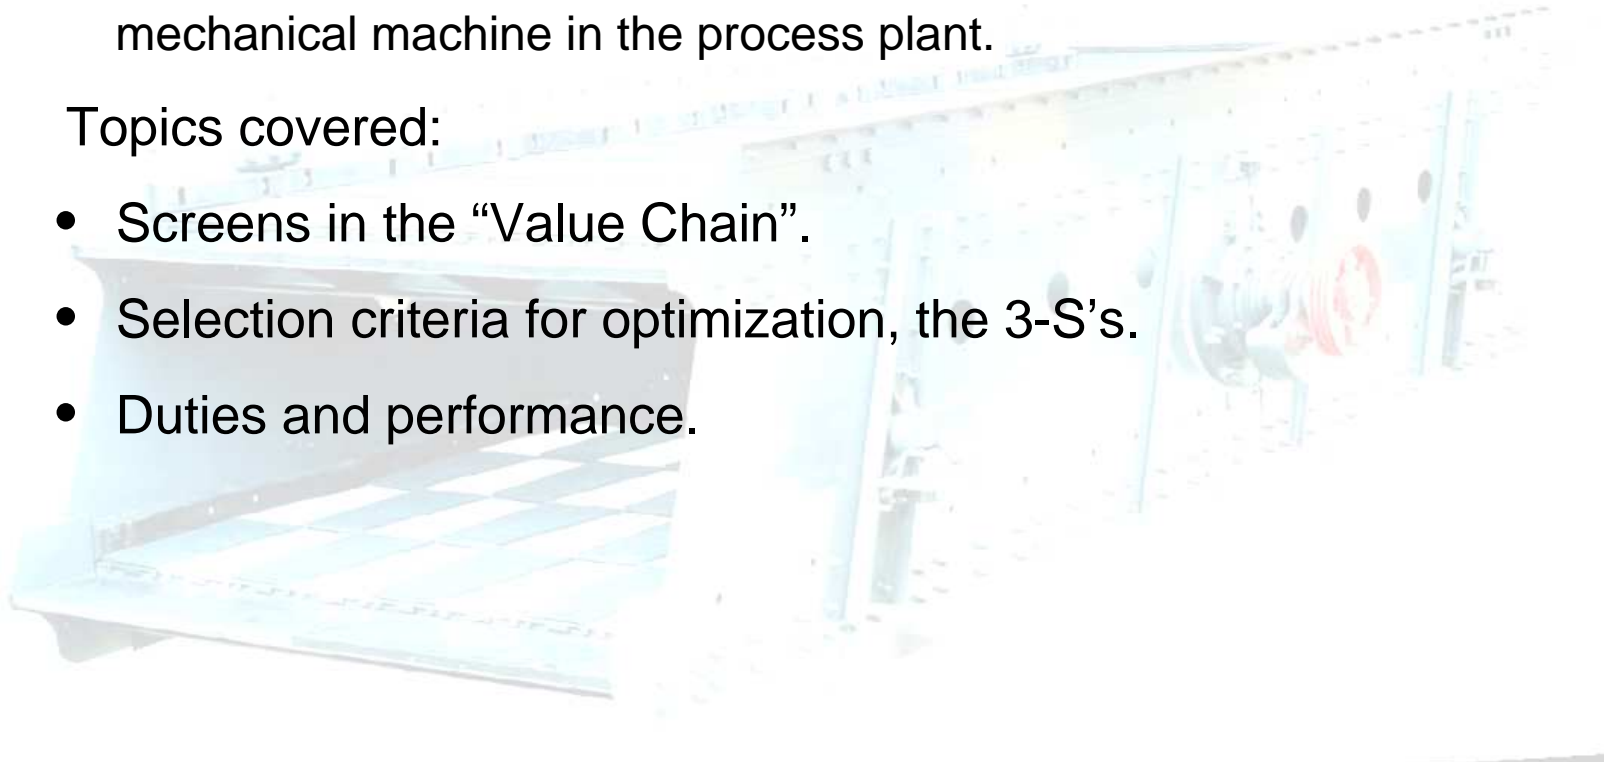 mechanical machine in the process plant.
Topics covered:
• Screens in the “Value Chain”.
• Selection criteria for optimization, the 3-S’s.
• Duties and performance.